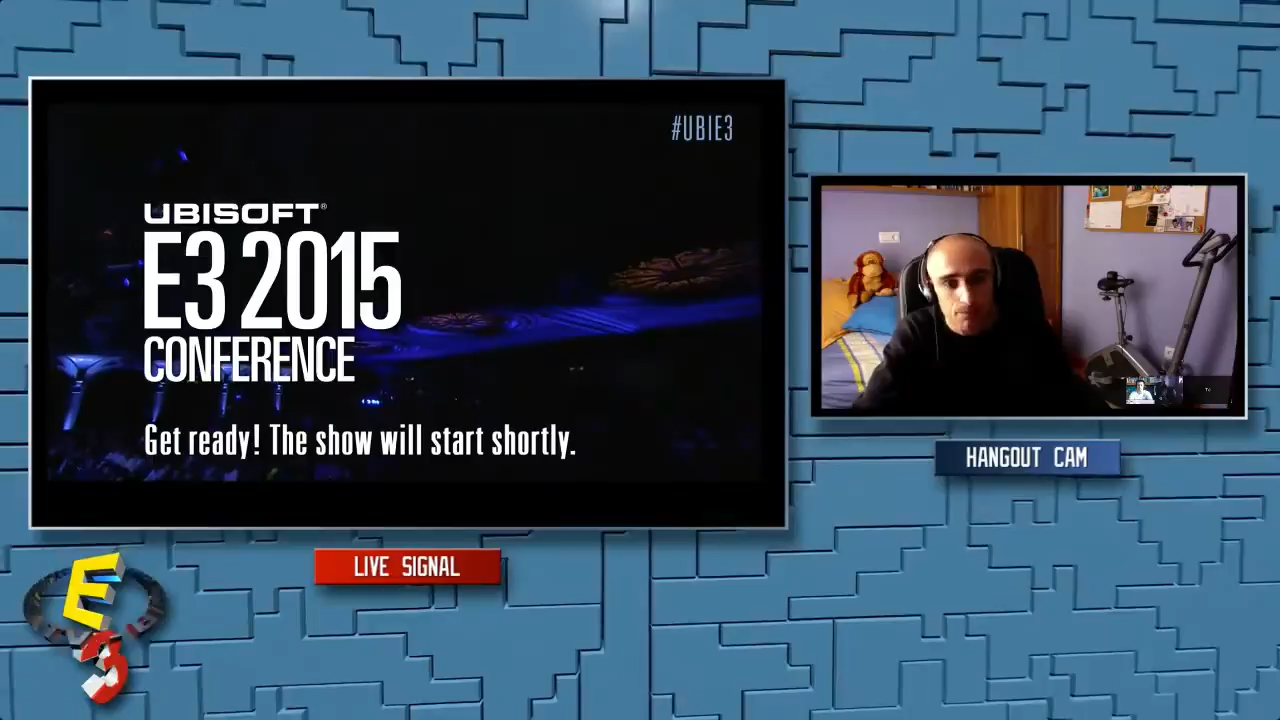 #UBIE3
UBISOFT®
E3 2015
CONFERENCE
Get ready! The show will start shortly.
HANGOUT CAM
LIVE SIGNAL
E3